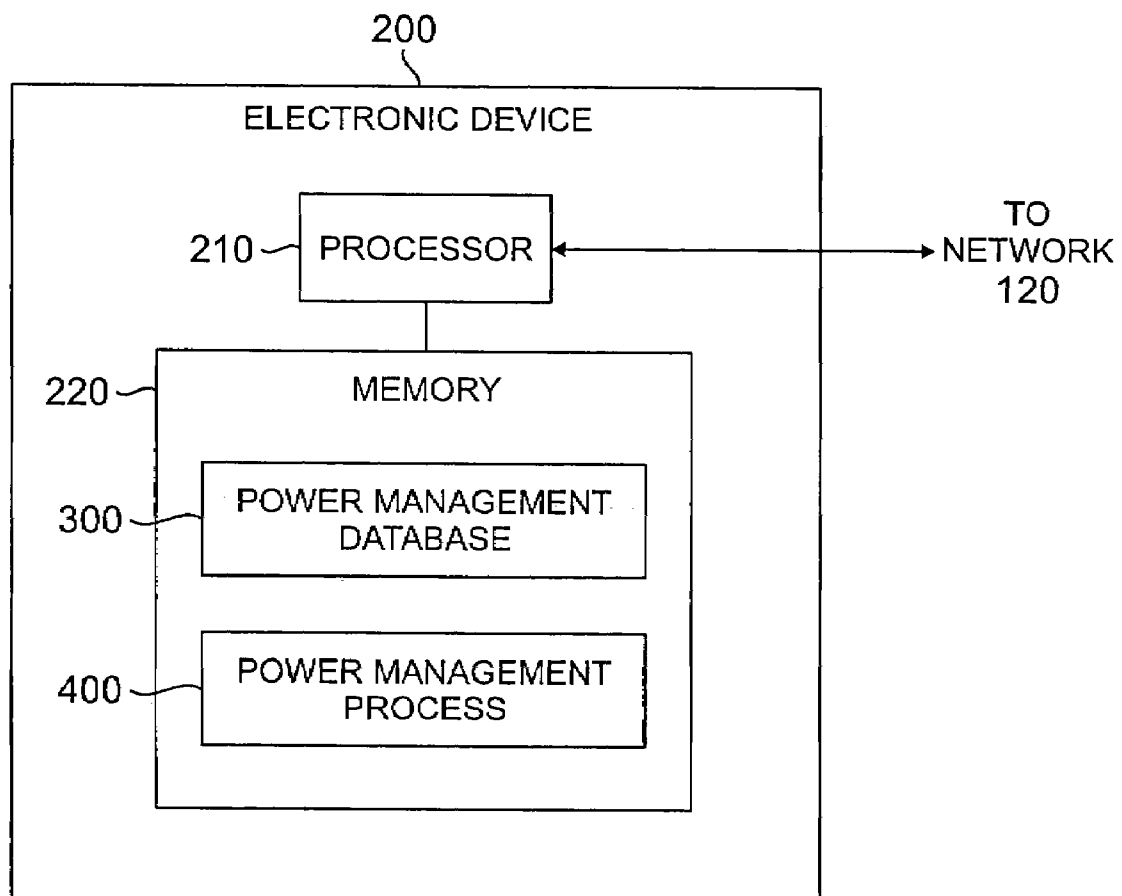 200
ELECTRONIC DEVICE
210
PROCESSOR
TO
NETWORK
120
220
MEMORY
300
POWER MANAGEMENT
DATABASE
400
POWER MANAGEMENT
PROCESS